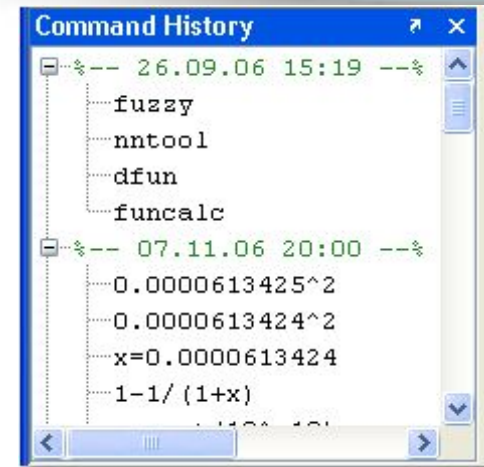 Command History
%-- 26.09.06 15:19 --%
fuzzy
nntool
dfun
funcalc
%-- 07.11.06 20:00 --%
0.0000613425^2
0.0000613424^2
x=0.0000613424
1-1/(1+x)